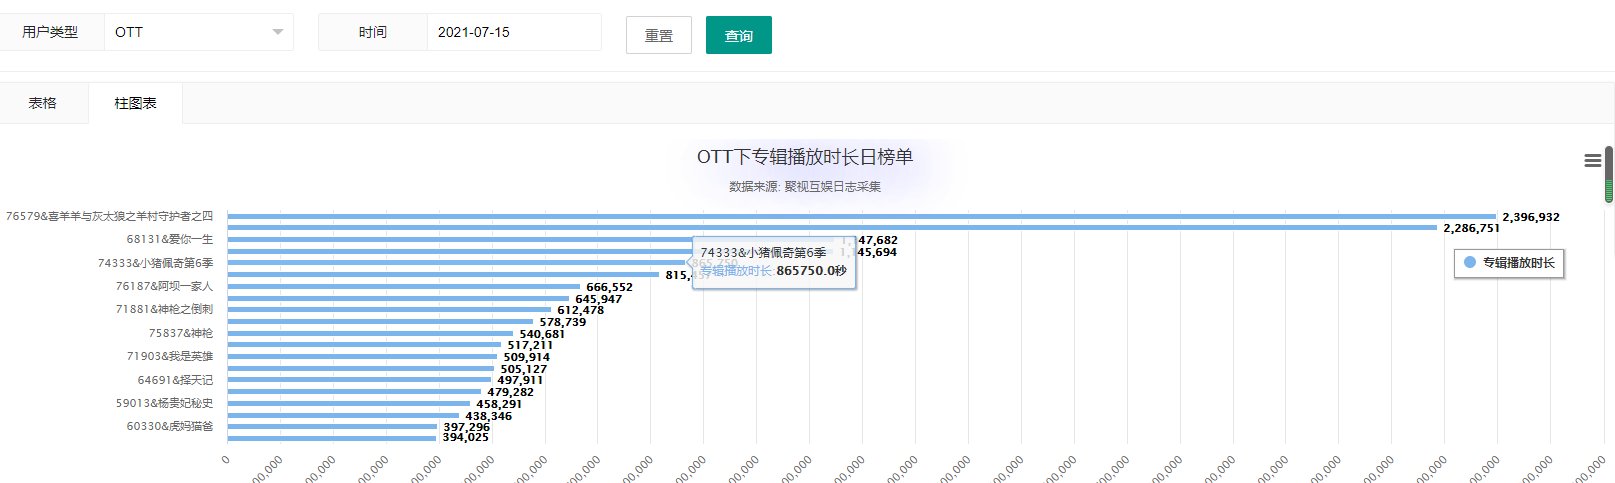 用户类型 OTT 时间 2021-07-15 重置 查询
表格 柱图表
OTT下专辑播放时长日榜单
数据来源: 聚视互娱日志采集
76579&喜羊羊与灰太狼之羊村守护者之四 2,396,932
2,286,751
68131&爱你一生 1,147,682
1,145,694
74333&小猪佩奇第6季 865,750
74333&小猪佩奇第6季
专辑播放时长: 865750.0秒
专辑播放时长
76187&阿坝一家人 666,552
645,947
71881&神枪之倒刺 612,478
578,739
75837&神枪 540,681
517,211
71903&我是英雄 509,914
505,127
64691&择天记 497,911
479,282
59013&杨贵妃秘史 458,291
438,346
60330&虎妈猫爸 397,296
394,025
0